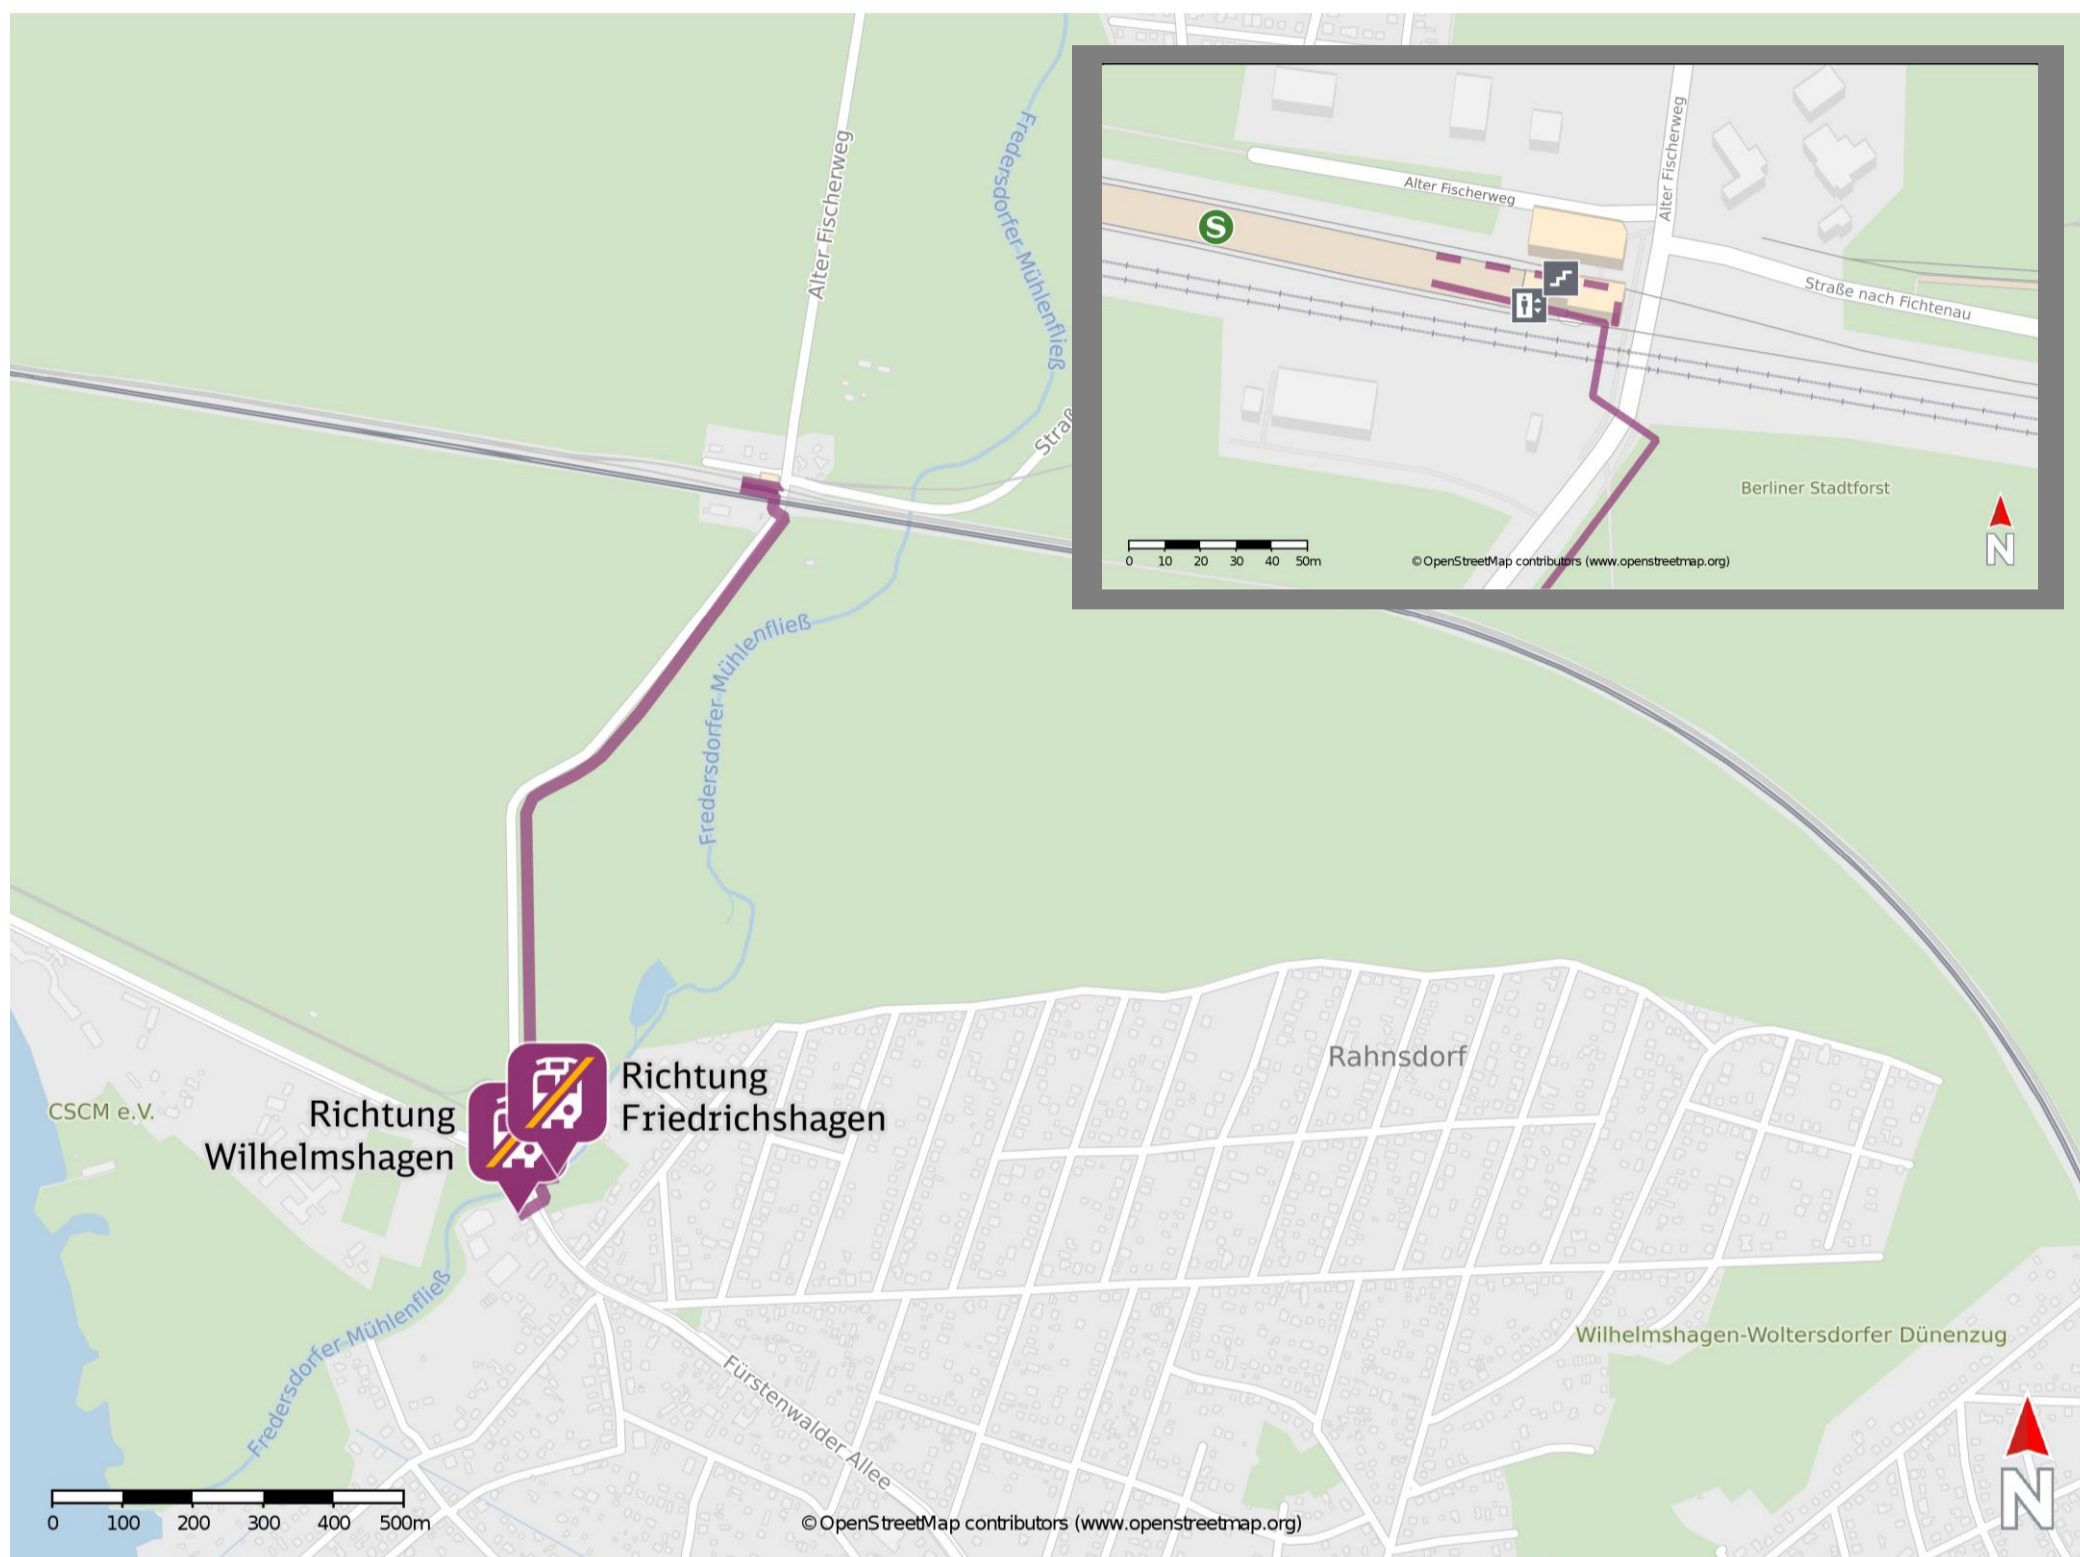 Alter Fischerweg
Fredersdorfer Mühlenfließ
Straß
Alter Fischerweg
Alter Fischerweg
S
Straße nach Fichtenau
Berliner Stadtforst
0 10 20 30 40 50m
©OpenStreetMap contributors (www.openstreetmap.org)
N
Fredersdorfer Mühlenfließ
Rahnsdorf
CSCM e.V.
Richtung
Friedrichshagen
Richtung
Wilhelmshagen
Fredersdorfer Mühlenfließ
Fürstenwalder Allee
Wilhelmshagen-Woltersdorfer Dünenzug
0 100 200 300 400 500m
©OpenStreetMap contributors (www.openstreetmap.org)
N